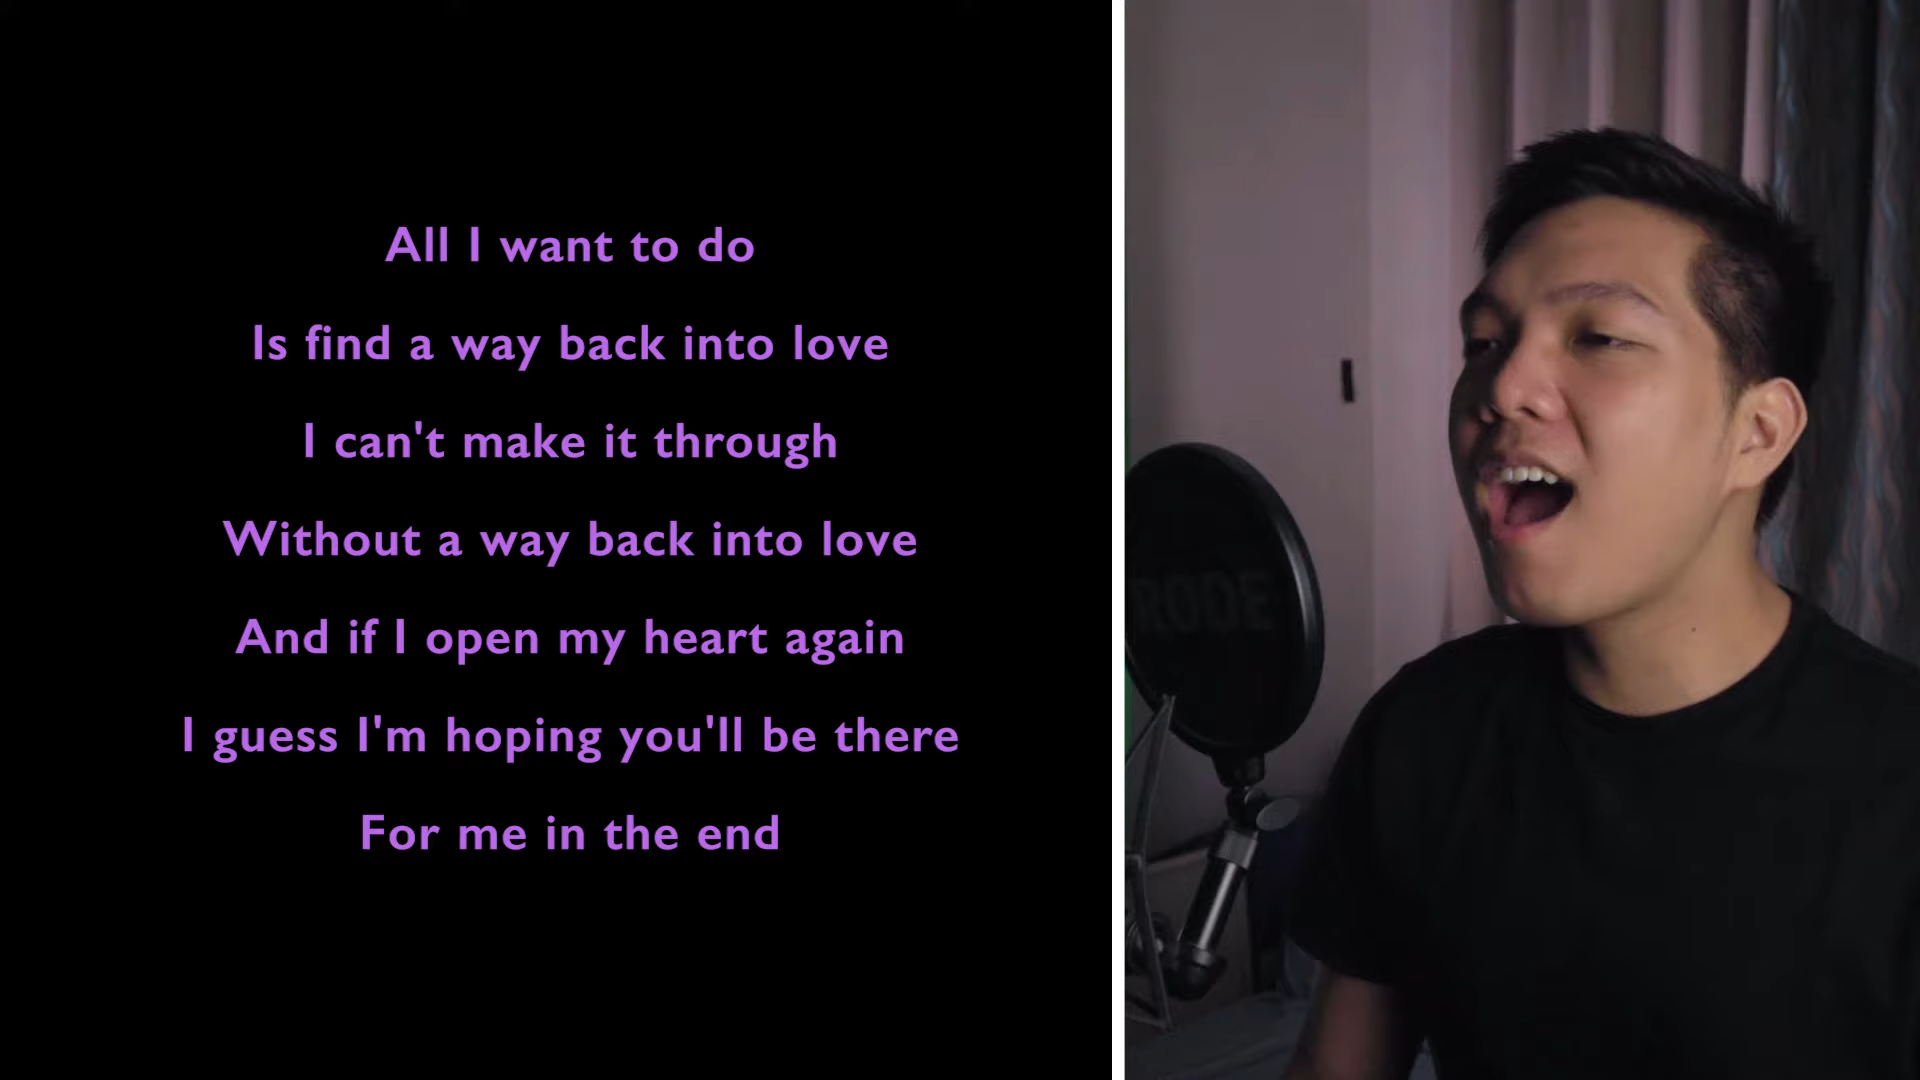 All I want to do
Is find a way back into love
I can't make it through
Without a way back into love
And if I open my heart again
I guess I'm hoping you'll be there
For me in the end
RØDE